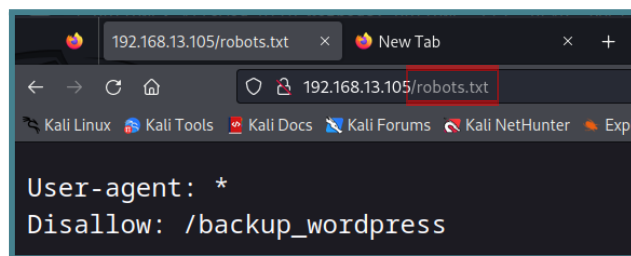 192.168.13.105/robots.txt × New Tab × +
192.168.13.105/robots.txt
Kali Linux Kali Tools Kali Docs Kali Forums Kali NetHunter Exp
User-agent: *
Disallow: /backup_wordpress